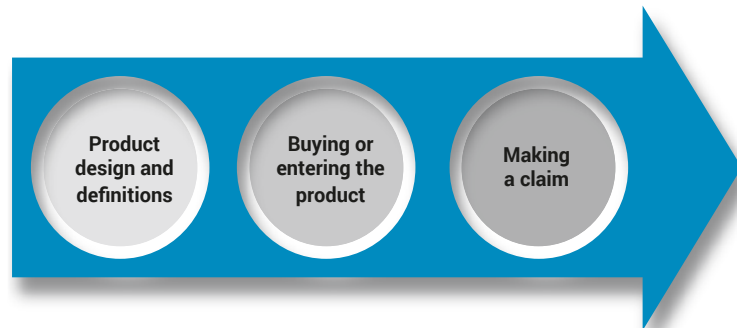 Product
design and
definitions
Buying or
entering the
product
Making
a claim